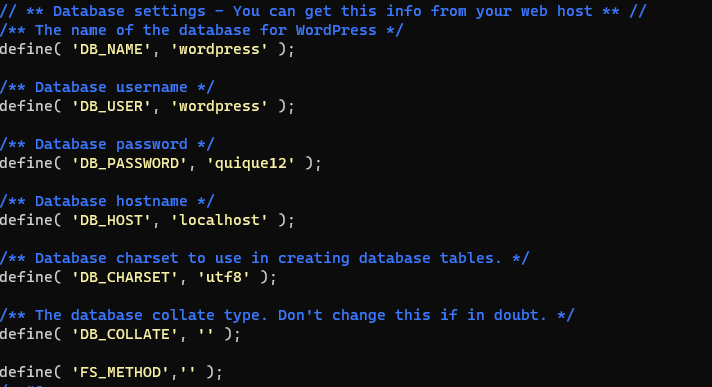 // ** Database settings - You can get this info from your web host ** //
/** The name of the database for WordPress */
define( 'DB_NAME', 'wordpress' );
/** Database username */
define( 'DB_USER', 'wordpress' );
/** Database password */
define( 'DB_PASSWORD', 'quique12' );
/** Database hostname */
define( 'DB_HOST', 'localhost' );
/** Database charset to use in creating database tables. */
define( 'DB_CHARSET', 'utf8' );
/** The database collate type. Don't change this if in doubt. */
define( 'DB_COLLATE', '' );
define( 'FS_METHOD','' );